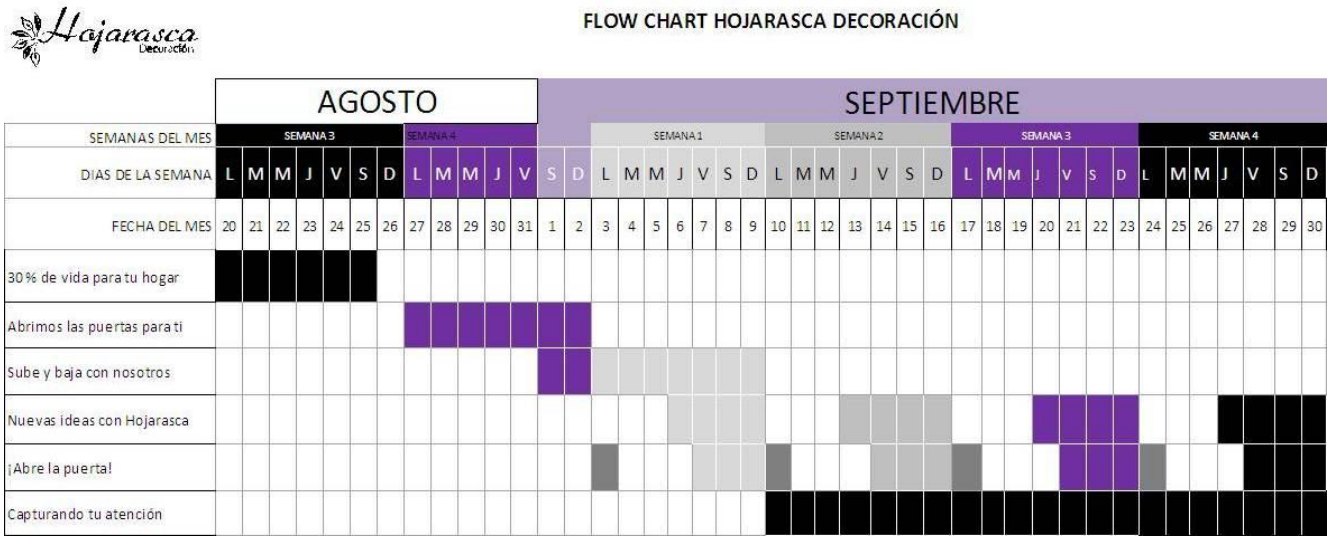 Hojarasca
Decoración
FLOW CHART HOJARASCA DECORACIÓN
AGOSTO SEPTIEMBRE
SEMANAS DEL MES SEMANA 3 SEMANA 4 SEMANA 1 SEMANA 2 SEMANA 3 SEMANA 4
DIAS DE LA SEMANA L M M J V S D L M M J V S D L M M J V S D L M M J V S D L M M J V S D L M M J V S D
FECHA DEL MES 20 21 22 23 24 25 26 27 28 29 30 31 1 2 3 4 5 6 7 8 9 10 11 12 13 14 15 16 17 18 19 20 21 22 23 24 25 26 27 28 29 30
30% de vida para tu hogar
Abrimos las puertas para ti
Sube y baja con nosotros
Nuevas ideas con Hojarasca
¡Abre la puerta!
Capturando tu atención